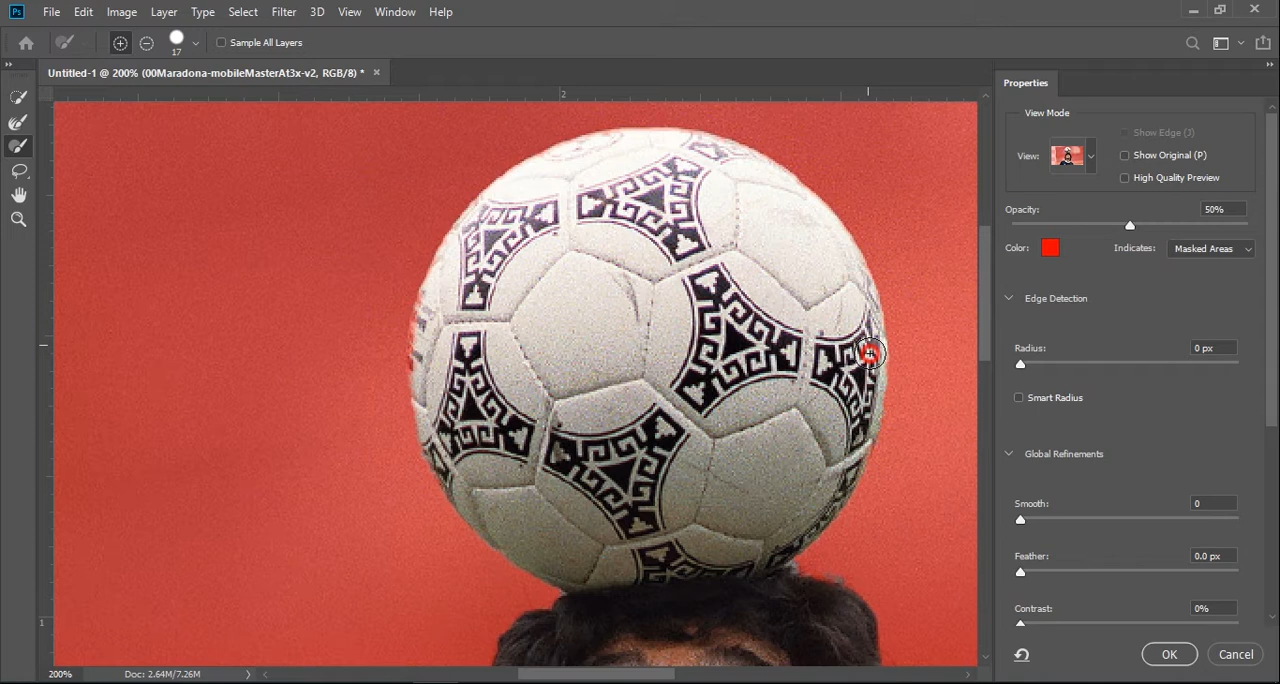 Ps File Edit Image Layer Type Select Filter 3D View Window Help
17 Sample All Layers
Untitled-1 @ 200% (00Maradona-mobileMasterAt3x-v2, RGB/8) *
2
1
Properties
View Mode
Show Edge (J)
View: Show Original (P)
High Quality Preview
Opacity: 50%
Color: Indicates: Masked Areas
Edge Detection
Radius: 0 px
Smart Radius
Global Refinements
Smooth: 0
Feather: 0.0 px
Contrast: 0%
OK Cancel
200% Doc: 2.64M/7.26M